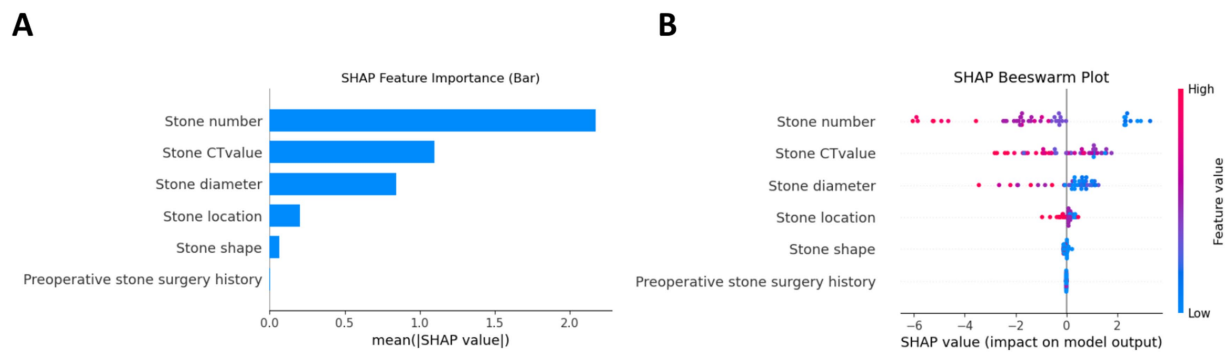 A
SHAP Feature Importance (Bar)
Stone number
Stone CTvalue
Stone diameter
Stone location
Stone shape
Preoperative stone surgery history
0.0 0.5 1.0 1.5 2.0
mean(|SHAP value|)
B
SHAP Beeswarm Plot
High
Stone number
Stone CTvalue
Stone diameter
Stone location
Stone shape
Preoperative stone surgery history
Feature value
Low
−6 −4 −2 0 2
SHAP value (impact on model output)